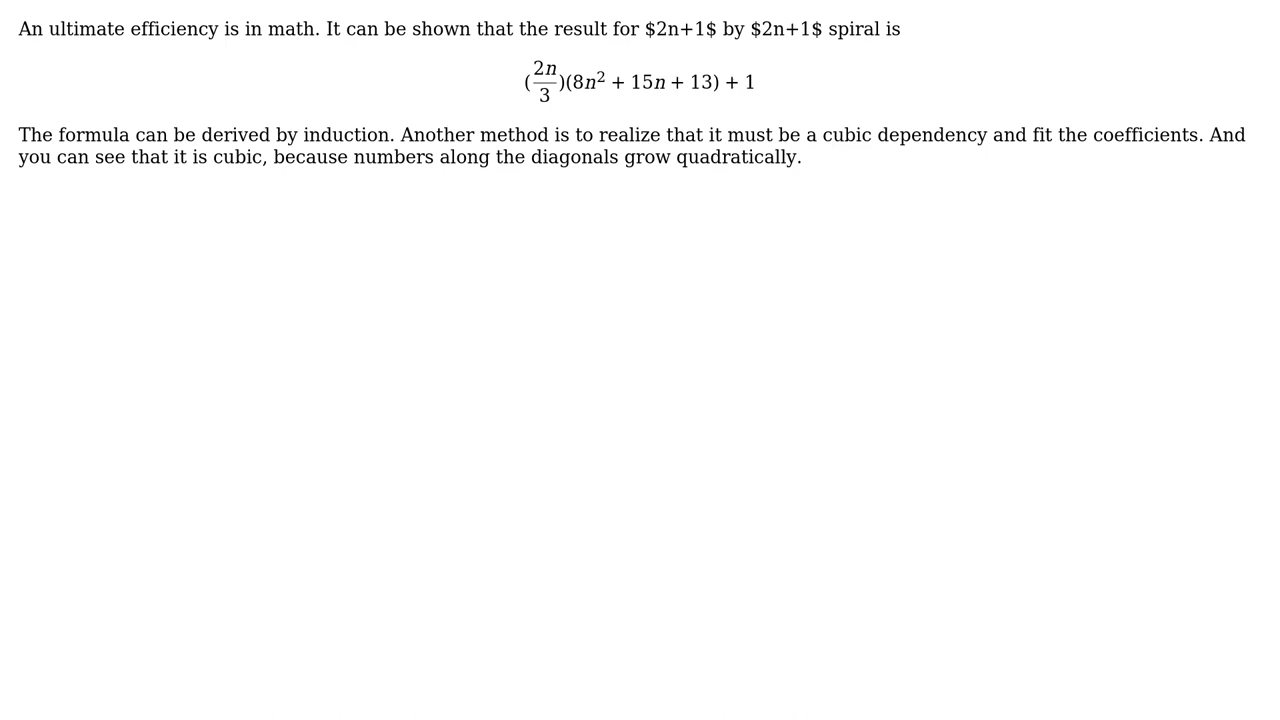 An ultimate efficiency is in math. It can be shown that the result for $2n+1$ by $2n+1$ spiral is
(\frac{2n}{3})(8n^2 + 15n + 13) + 1
The formula can be derived by induction. Another method is to realize that it must be a cubic dependency and fit the coefficients. And
you can see that it is cubic, because numbers along the diagonals grow quadratically.